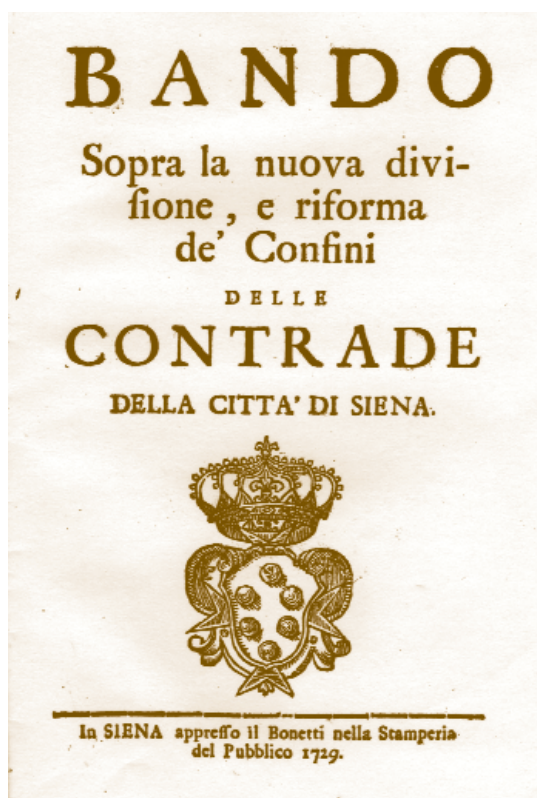 BANDO
Sopra la nuova divi-
ſione, e riforma
de' Confini
DELLE
CONTRADE
DELLA CITTA' DI SIENA.
In SIENA appreſſo il Bonetti nella Stamperia
del Pubblico 1729.